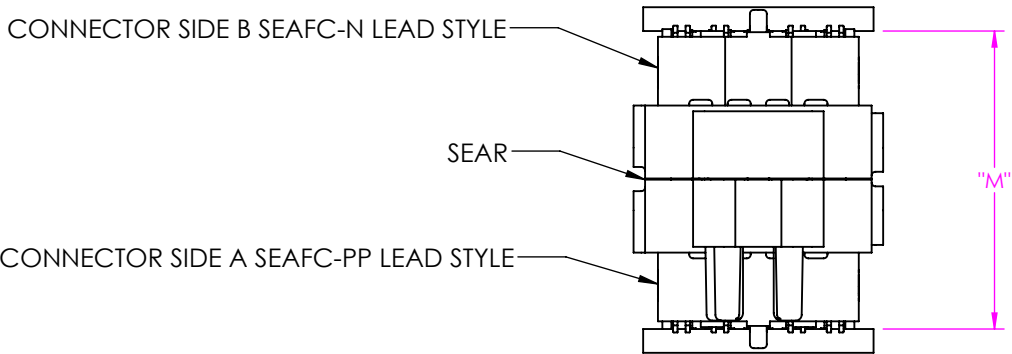 CONNECTOR SIDE B SEAFC-N LEAD STYLE
SEAR
"M"
CONNECTOR SIDE A SEAFC-PP LEAD STYLE